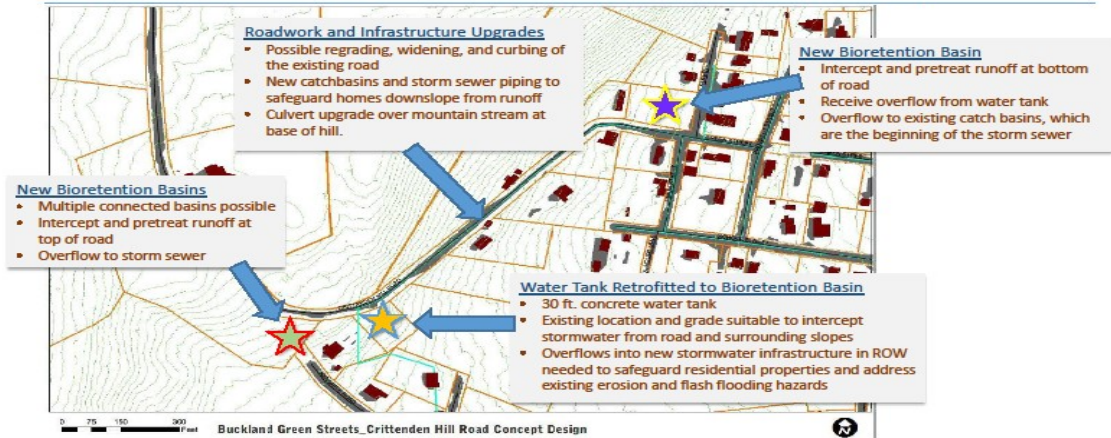 Roadwork and Infrastructure Upgrades
• Possible regrading, widening, and curbing of
the existing road
• New catchbasins and storm sewer piping to
safeguard homes downslope from runoff
• Culvert upgrade over mountain stream at
base of hill.
New Bioretention Basin
• Intercept and pretreat runoff at bottom
of road
• Receive overflow from water tank
• Overflow to existing catch basins, which
are the beginning of the storm sewer
New Bioretention Basins
• Multiple connected basins possible
• Intercept and pretreat runoff at
top of road
• Overflow to storm sewer
Water Tank Retrofitted to Bioretention Basin
• 30 ft. concrete water tank
• Existing location and grade suitable to intercept
stormwater from road and surrounding slopes
• Overflows into new stormwater infrastructure in ROW
needed to safeguard residential properties and address
existing erosion and flash flooding hazards
0 75 150 300
Feet
Buckland Green Streets_Crittenden Hill Road Concept Design
N